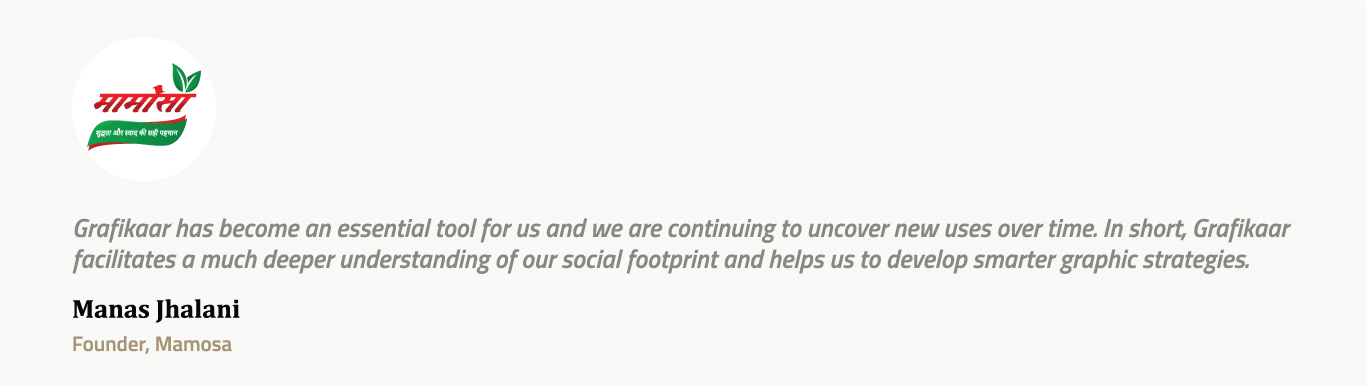 मामोसा
शुद्धता और स्वाद की सही पहचान
Grafikaar has become an essential tool for us and we are continuing to uncover new uses over time. In short, Grafikaar
facilitates a much deeper understanding of our social footprint and helps us to develop smarter graphic strategies.
Manas Jhalani
Founder, Mamosa